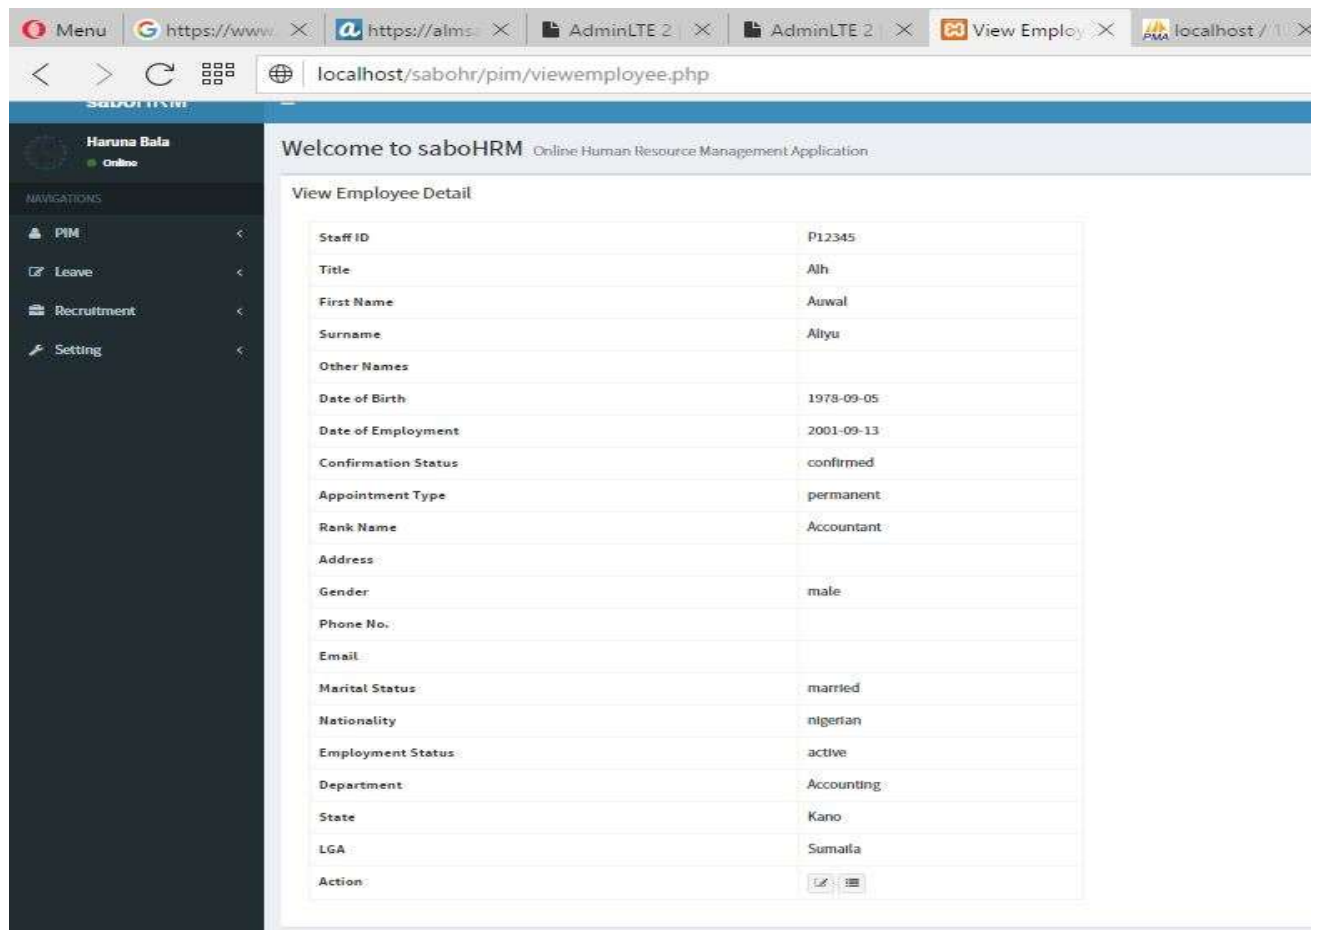 Menu https://www. https://alms. AdminLTE 2 AdminLTE 2 View Employ localhost / 1
localhost/sabohr/pim/viewemployee.php
saboHRM
Haruna Bala
Online
Welcome to saboHRM Online Human Resource Management Application
NAVIGATIONS
View Employee Detail
PIM
Leave
Recruitment
Setting
Staff ID P12345
Title Alh
First Name Auwal
Surname Aliyu
Other Names
Date of Birth 1978-09-05
Date of Employment 2001-09-13
Confirmation Status confirmed
Appointment Type permanent
Rank Name Accountant
Address
Gender male
Phone No.
Email
Marital Status married
Nationality nigerian
Employment Status active
Department Accounting
State Kano
LGA Sumaila
Action